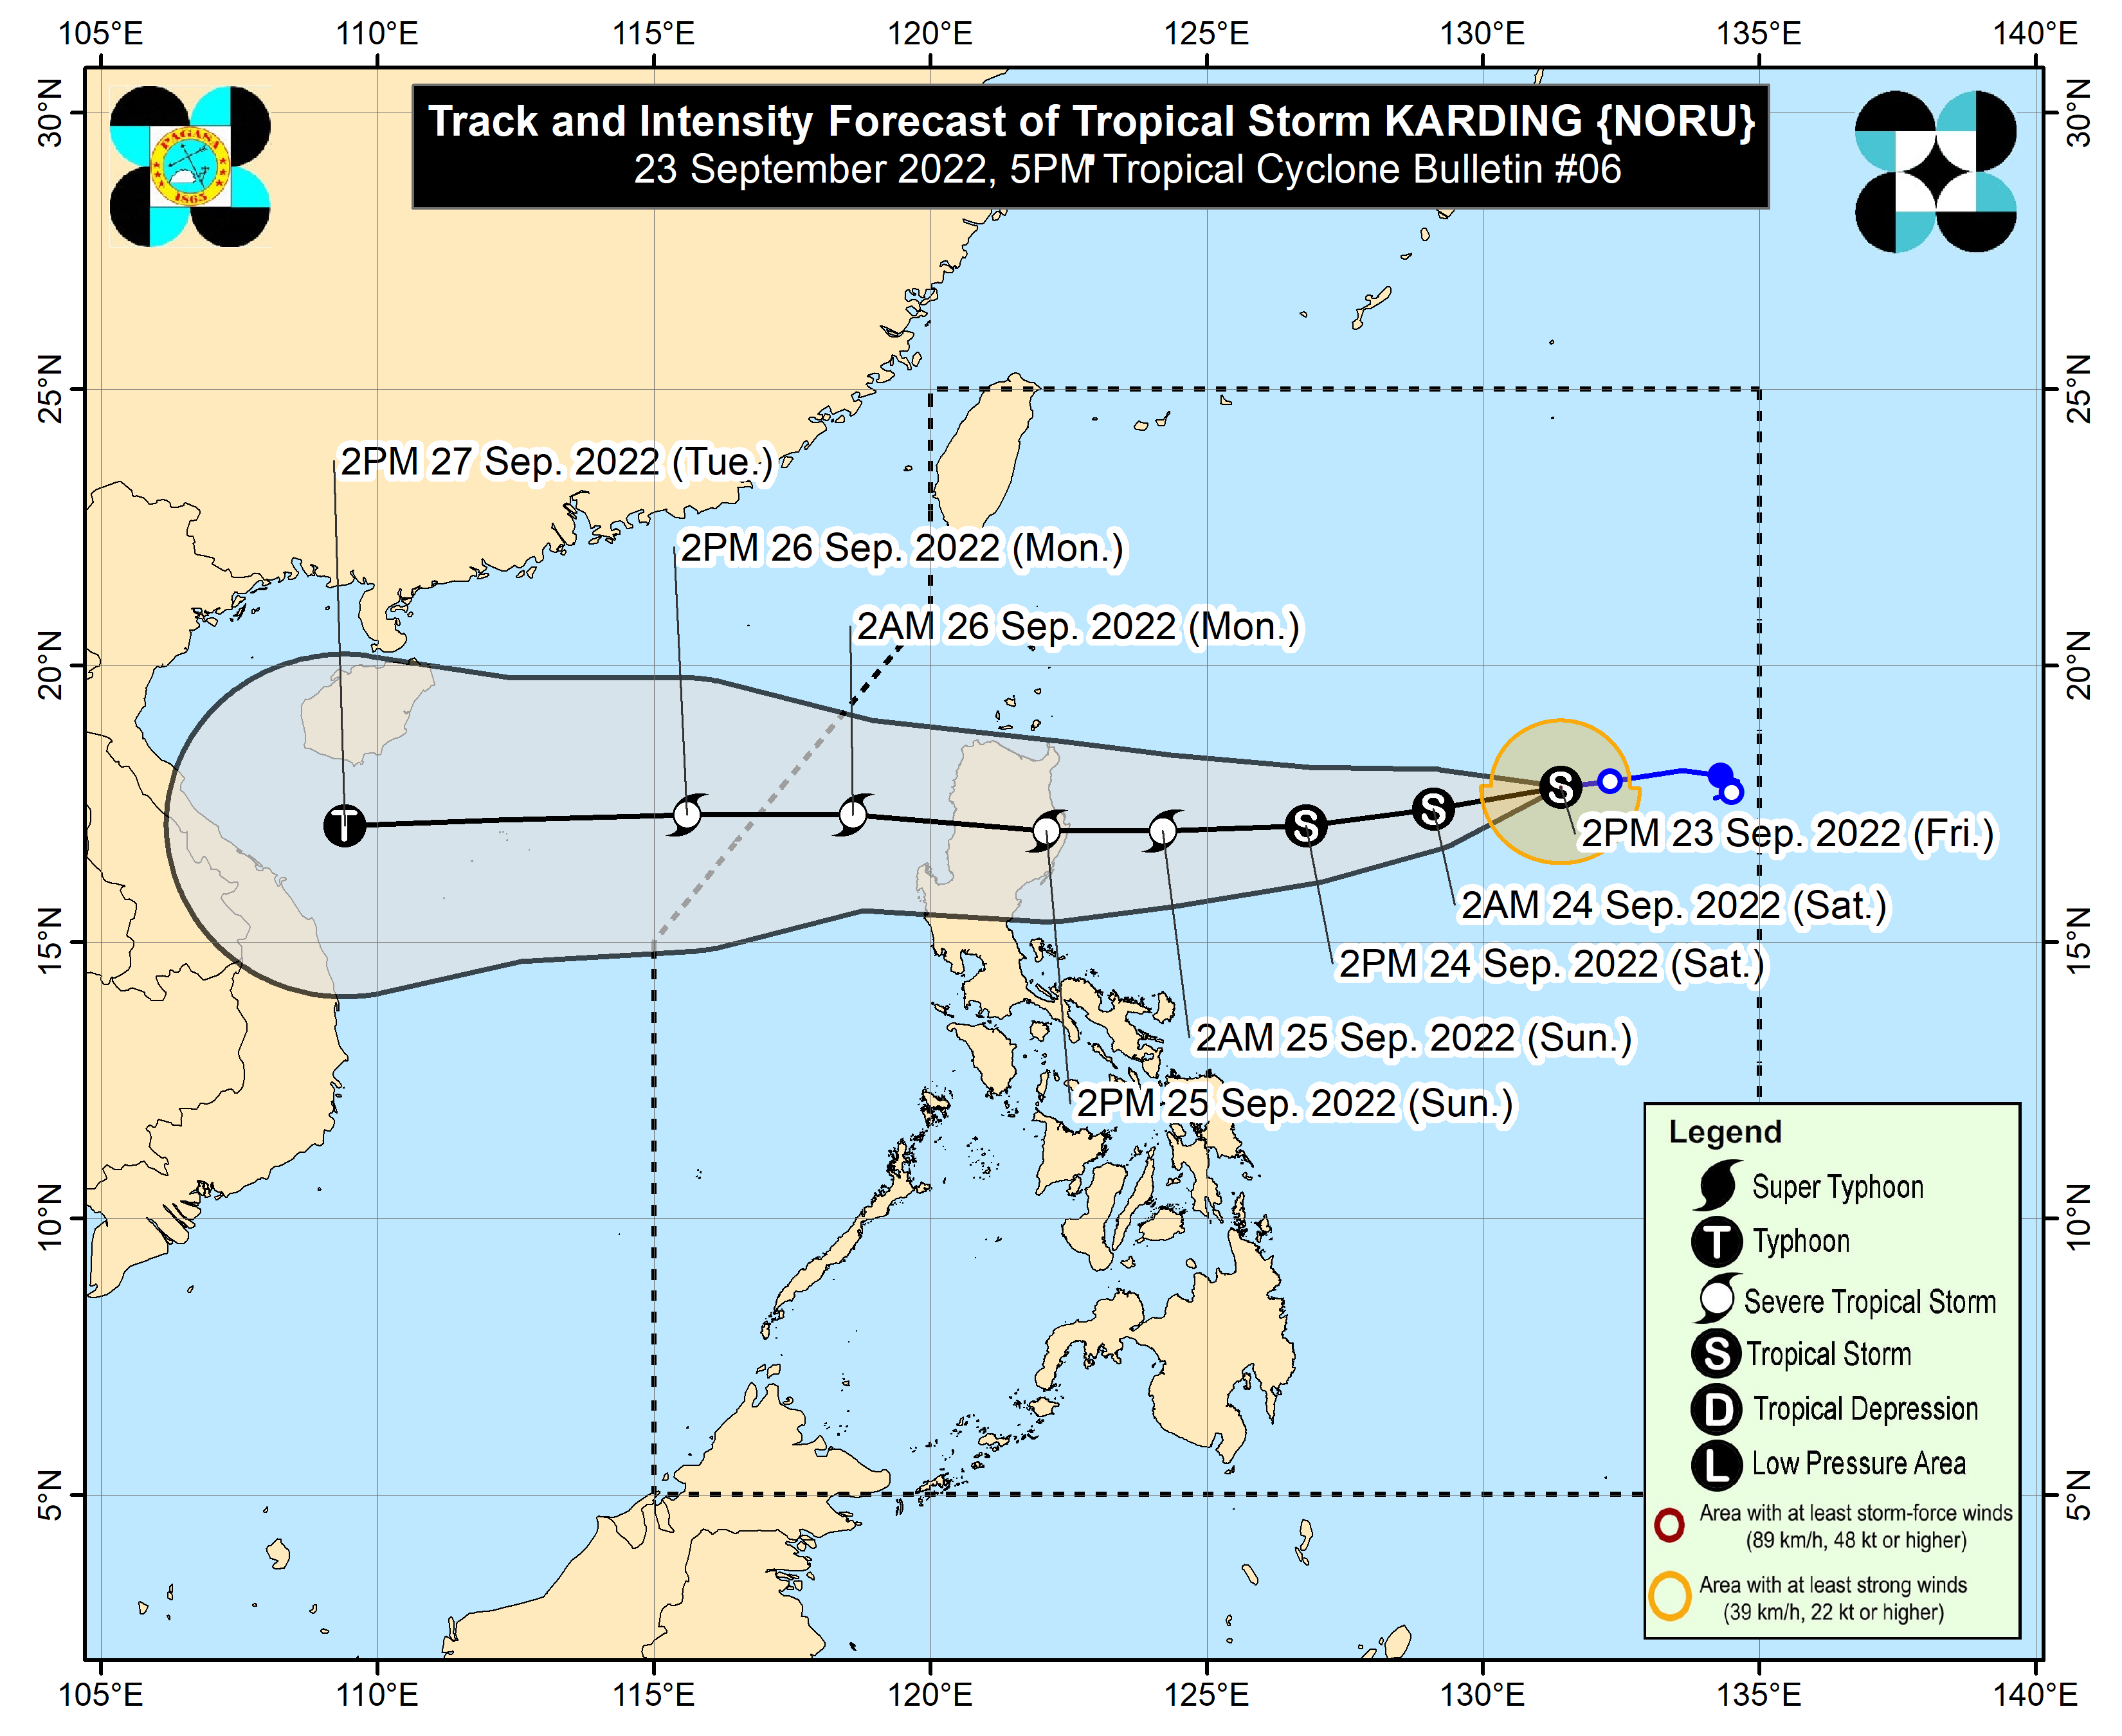 105°E 110°E 115°E 120°E 125°E 130°E 135°E 140°E
Track and Intensity Forecast of Tropical Storm KARDING {NORU}
23 September 2022, 5PM' Tropical Cyclone Bulletin #06
PAGASA
1865
30°N 30°N
25°N 25°N
2PM 27 Sep. 2022 (Tue.)
2PM 26 Sep. 2022 (Mon.)
2AM 26 Sep. 2022 (Mon.)
20°N 20°N
T S S S
2PM 23 Sep. 2022 (Fri.)
2AM 24 Sep. 2022 (Sat.)
15°N 15°N
2PM 24 Sep. 2022 (Sat.)
2AM 25 Sep. 2022 (Sun.)
2PM 25 Sep. 2022 (Sun.)
10°N 10°N
5°N 5°N
Legend
Super Typhoon
T Typhoon
Severe Tropical Storm
S Tropical Storm
D Tropical Depression
L Low Pressure Area
Area with at least storm-force winds
(89 km/h, 48 kt or higher)
Area with at least strong winds
(39 km/h, 22 kt or higher)
105°E 110°E 115°E 120°E 125°E 130°E 135°E 140°E